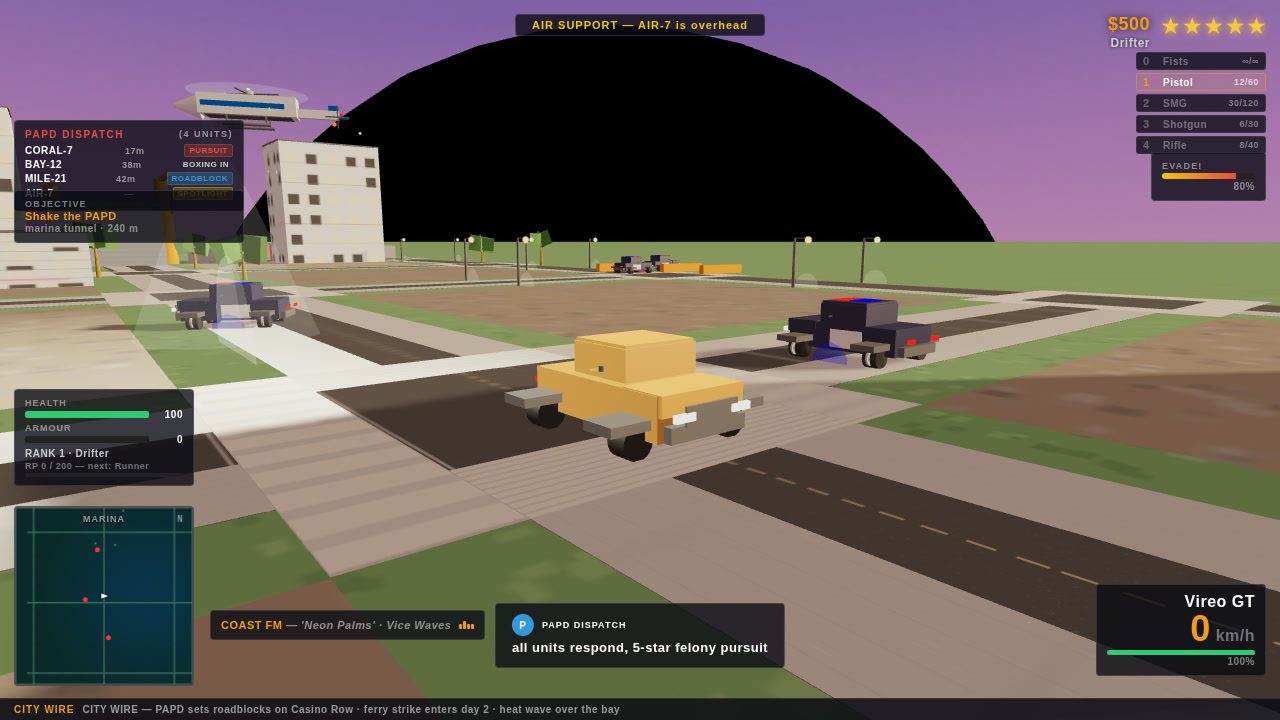 AIR SUPPORT — AIR-7 is overhead
$500
Drifter
★★★★★
0 Fists ∞/∞
1 Pistol 12/60
2 SMG 30/120
3 Shotgun 6/30
4 Rifle 8/40
EVADE!
80%
PAPD DISPATCH (4 UNITS)
CORAL-7 17m PURSUIT
BAY-12 38m BOXING IN
MILE-21 42m ROADBLOCK
AIR-7 — SPOTLIGHT
OBJECTIVE
Shake the PAPD
marina tunnel · 240 m
HEALTH
100
ARMOUR
0
RANK 1 · Drifter
RP 0 / 200 — next: Runner
MARINA N
COAST FM — 'Neon Palms' · Vice Waves
P PAPD DISPATCH
all units respond, 5-star felony pursuit
Vireo GT
0 km/h
100%
CITY WIRE CITY WIRE — PAPD sets roadblocks on Casino Row · ferry strike enters day 2 · heat wave over the bay